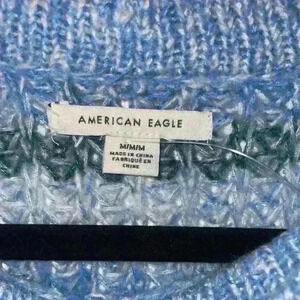 AMERICAN EAGLE
M/M/M
MADE IN CHINA
FABRIQUÉ EN
CHINE